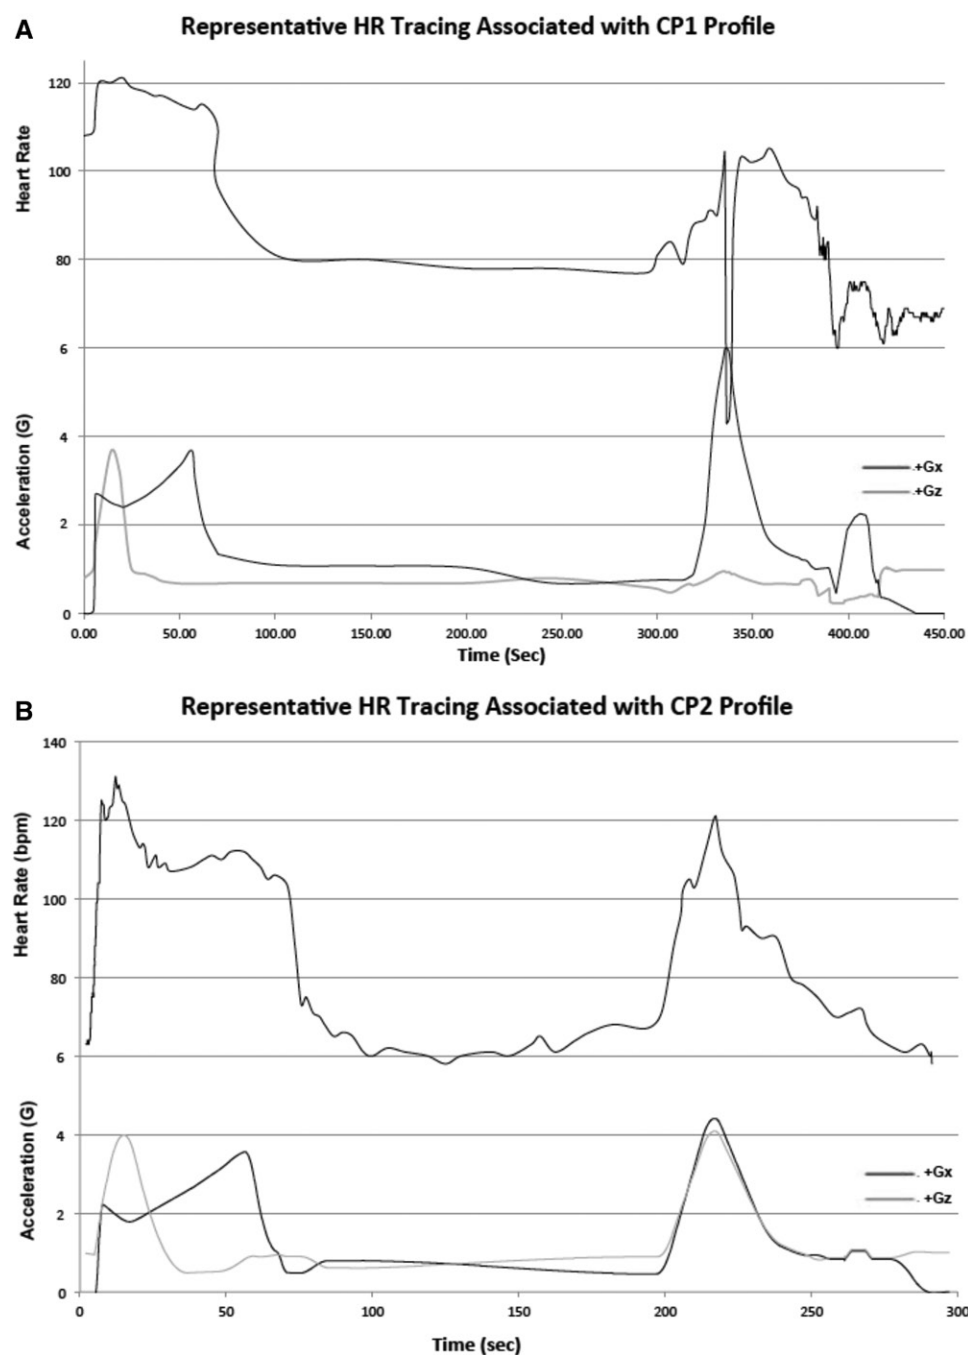 A
Representative HR Tracing Associated with CP1 Profile
Heart Rate
120
100
80
6
Acceleration (G)
4
2
0
.+Gx
.+Gz
0.00 50.00 100.00 150.00 200.00 250.00 300.00 350.00 400.00 450.00
Time (Sec)
B
Representative HR Tracing Associated with CP2 Profile
Heart Rate (bpm)
140
120
100
80
6
Acceleration (G)
4
2
0
. +Gx
. +Gz
0 50 100 150 200 250 300
Time (sec)